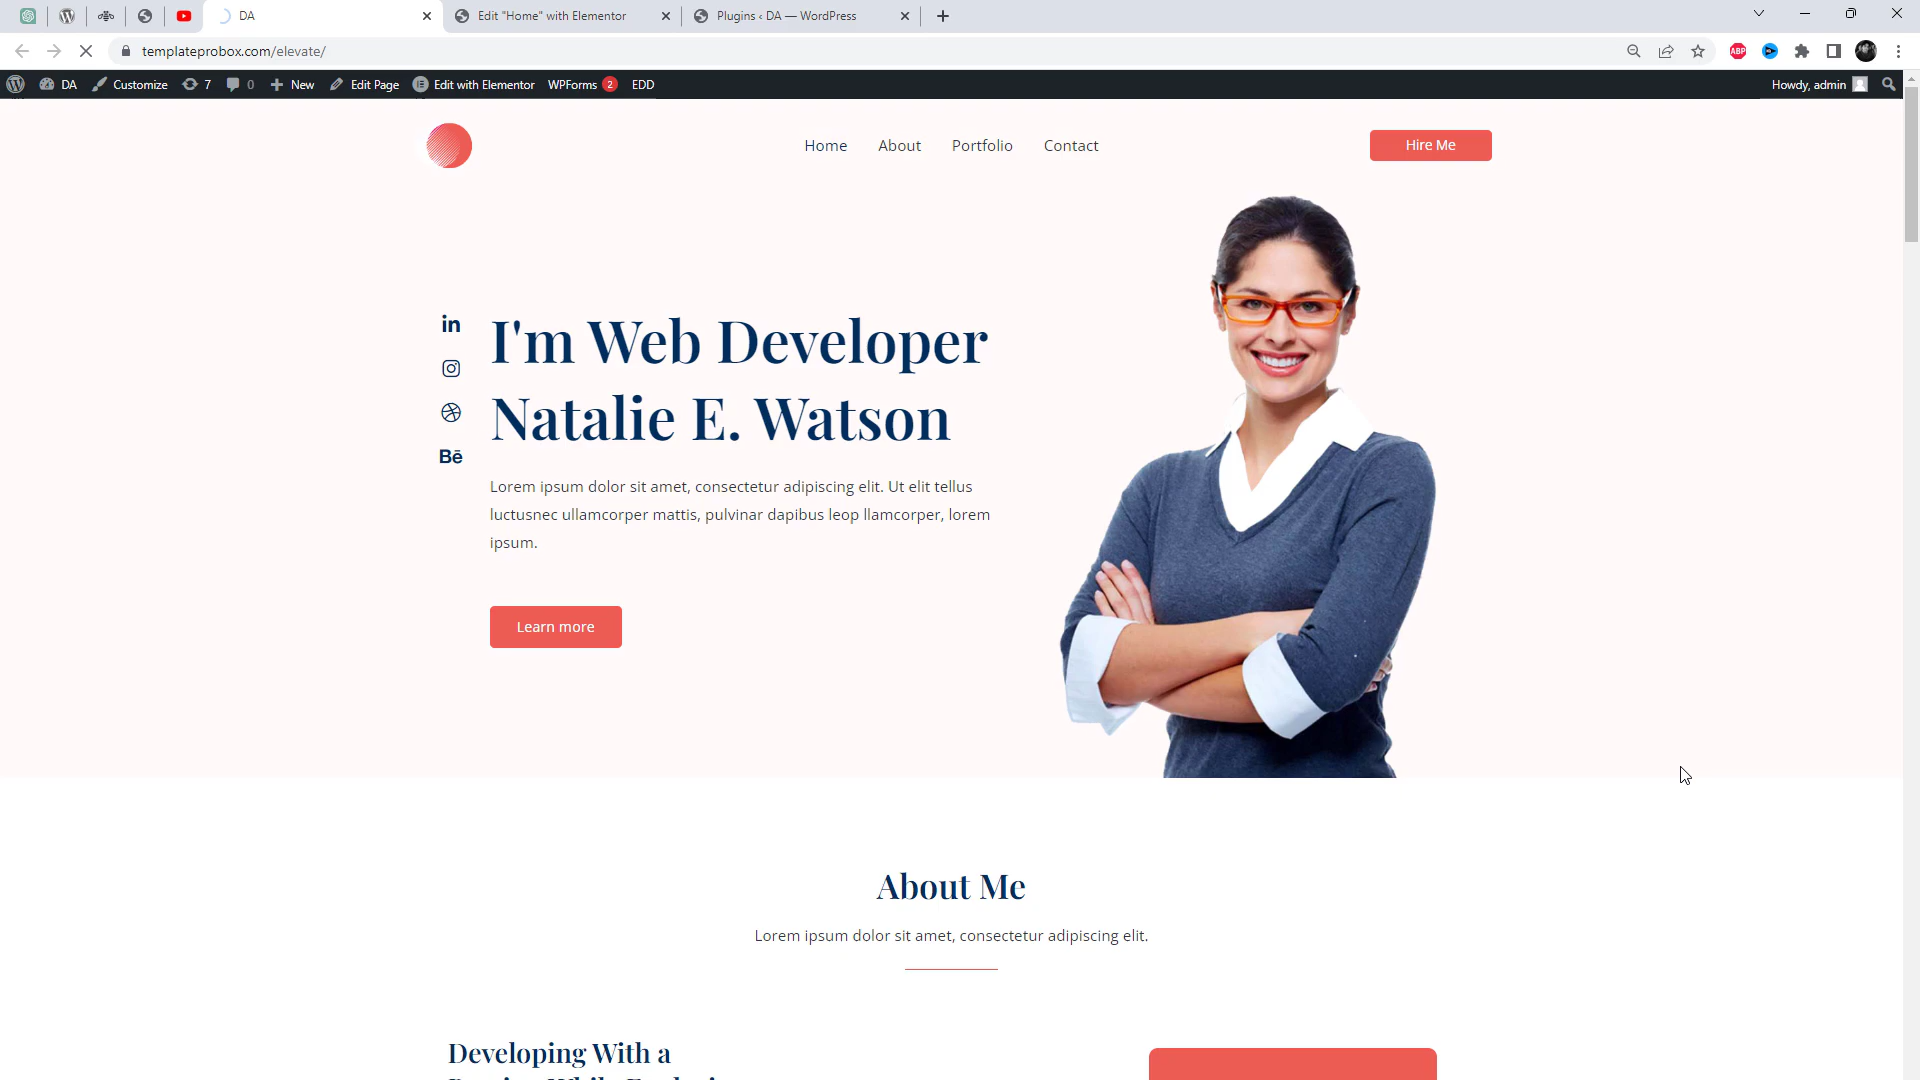 DA
Edit "Home" with Elementor
Plugins ‹ DA — WordPress
templateprobox.com/elevate/
ABP
DA
Customize
7
0
New
Edit Page
Edit with Elementor
WPForms 2
EDD
Howdy, admin
Home
About
Portfolio
Contact
Hire Me
in
I'm Web Developer
Natalie E. Watson
Bē
Lorem ipsum dolor sit amet, consectetur adipiscing elit. Ut elit tellus
luctusnec ullamcorper mattis, pulvinar dapibus leop llamcorper, lorem
ipsum.
Learn more
About Me
Lorem ipsum dolor sit amet, consectetur adipiscing elit.
Developing With a